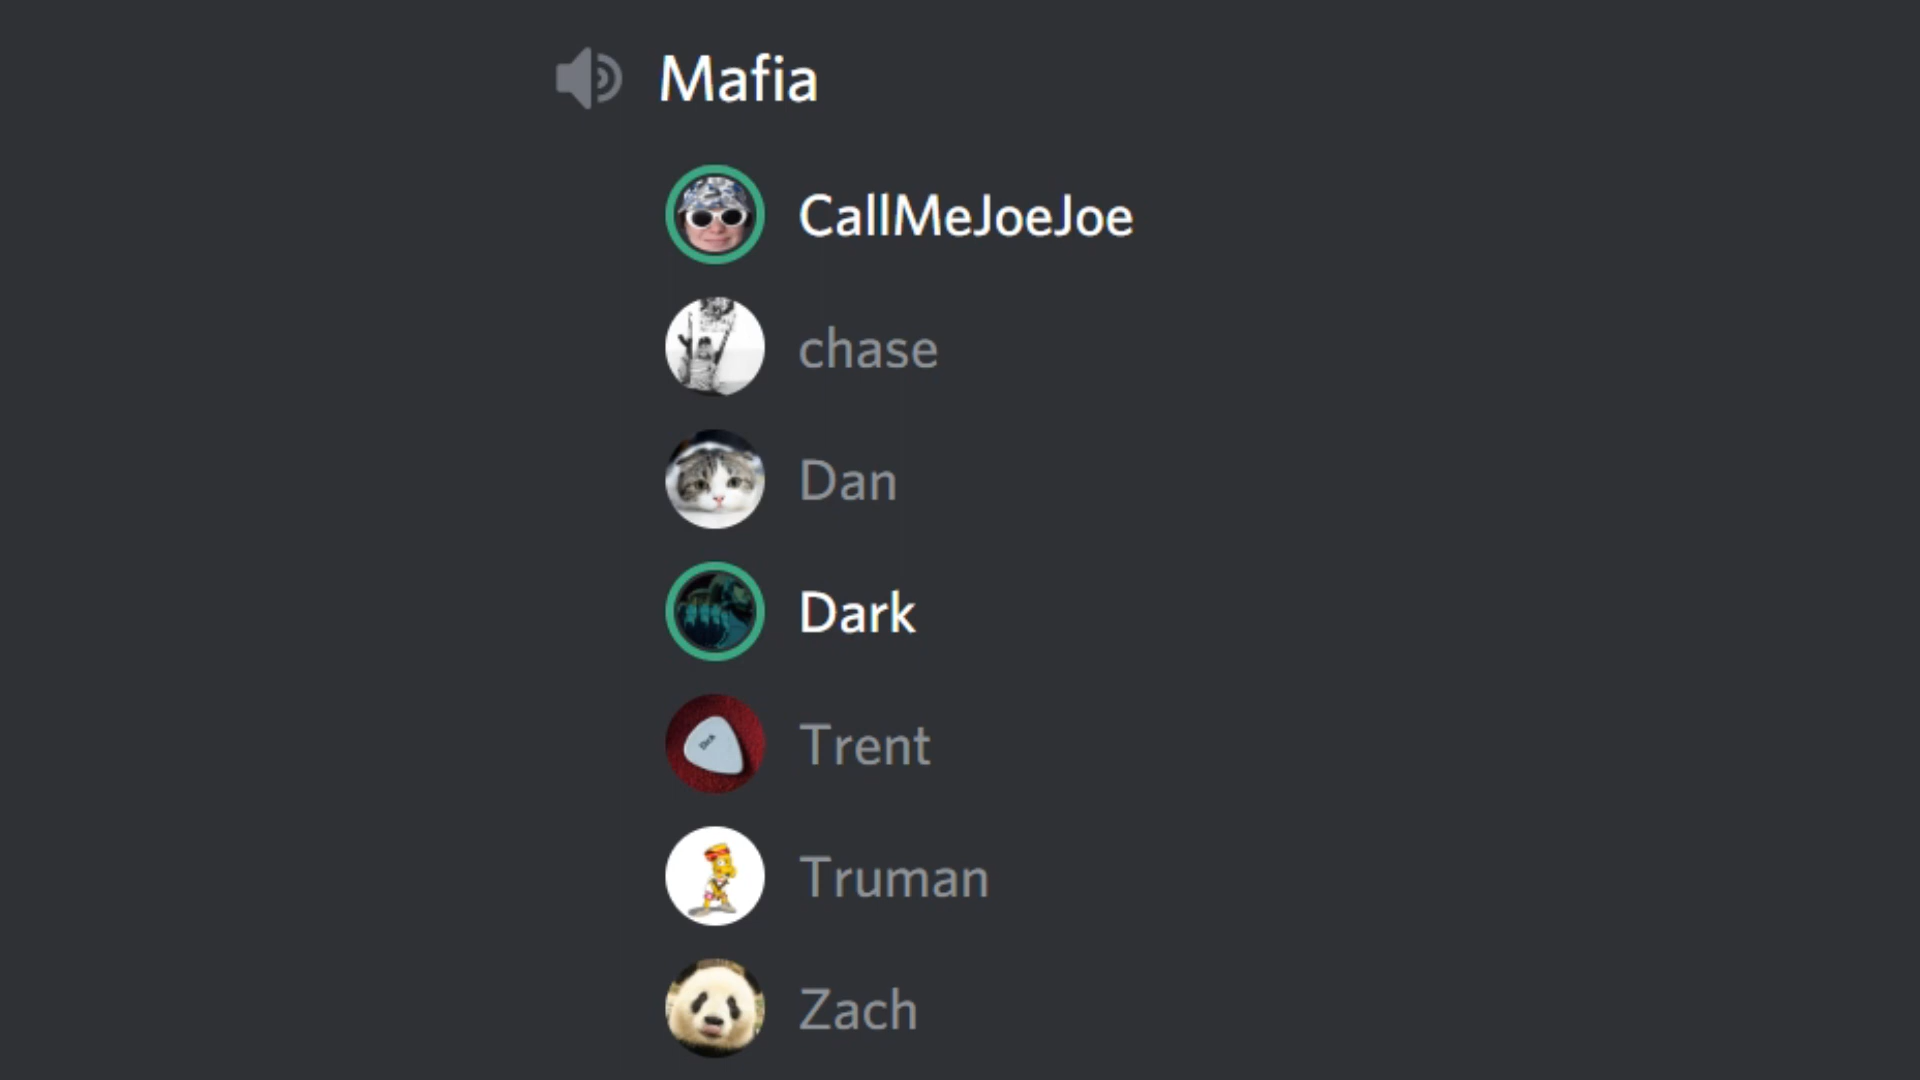 Mafia
CallMeJoeJoe
chase
Dan
Dark
Trent
Truman
Zach